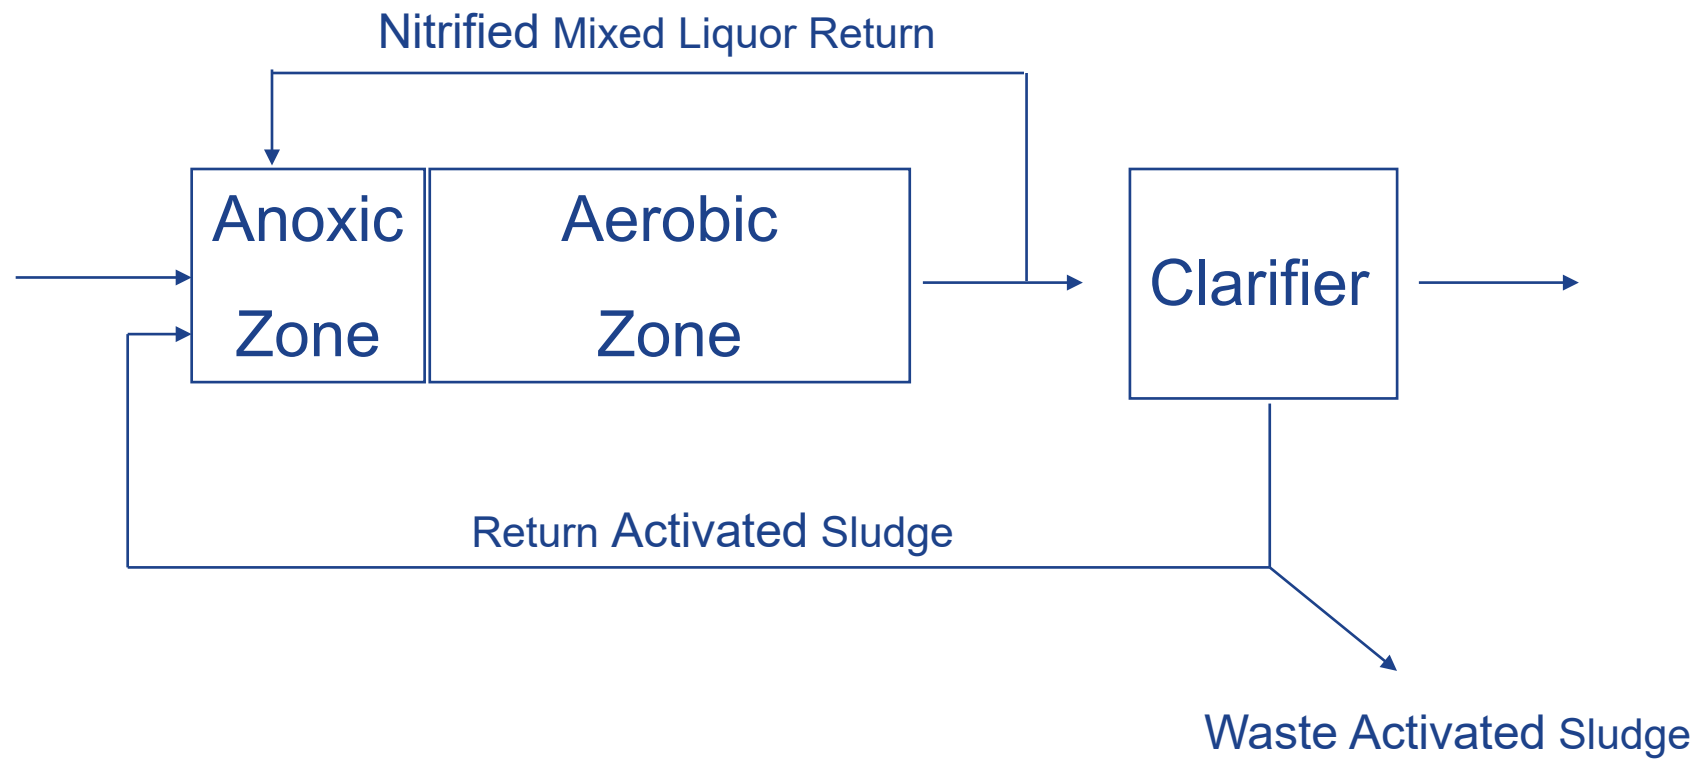 Nitrified Mixed Liquor Return
Anoxic
Zone
Aerobic
Zone
Clarifier
Return Activated Sludge
Waste Activated Sludge